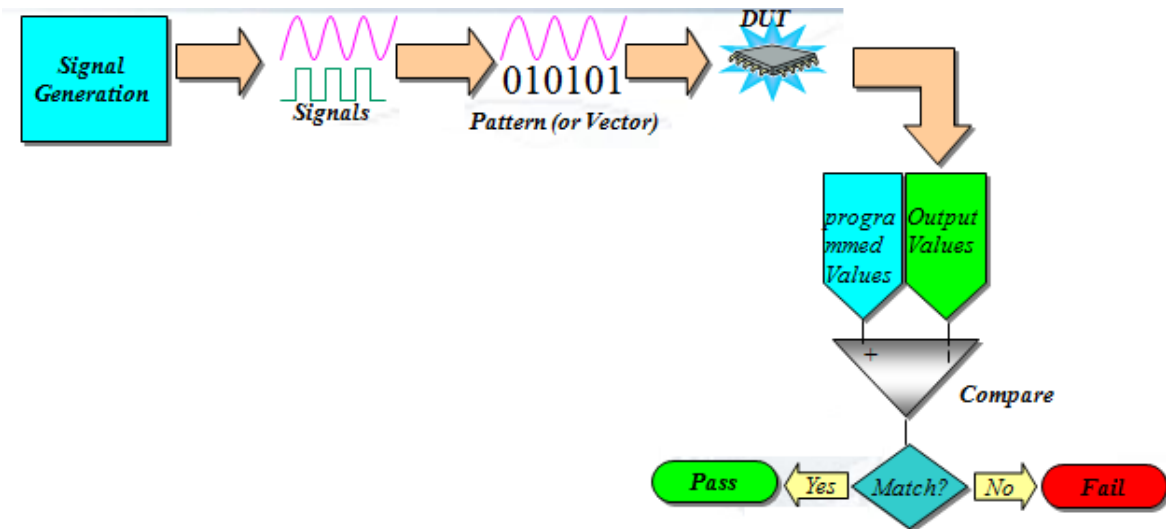 Signal
Generation
Signals
010101
Pattern (or Vector)
DUT
progra
mmed
Values
Output
Values
+
-
Compare
Match?
Yes
Pass
No
Fail